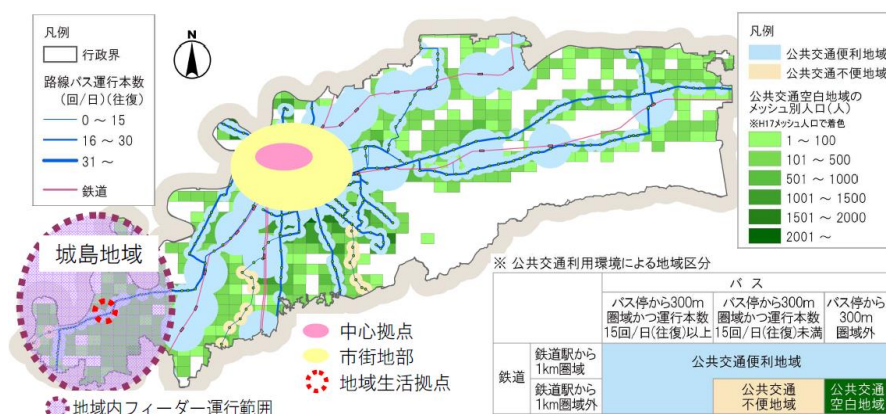 凡例
行政界
路線バス運行本数
(回/日)(往復)
0 ～ 15
16 ～ 30
31 ～
鉄道
N
城島地域
中心拠点
市街地部
地域生活拠点
地域内フィーダー運行範囲
凡例
公共交通便利地域
公共交通不便地域
公共交通空白地域の
メッシュ別人口(人)
※H17メッシュ人口で着色
1 ～ 100
101 ～ 500
501 ～ 1000
1001 ～ 1500
1501 ～ 2000
2001 ～
※ 公共交通利用環境による地域区分
バ ス
バス停から300m
圏域かつ運行本数
15回/日(往復)以上
バス停から300m
圏域かつ運行本数
15回/日(往復)未満
バス停から
300m
圏域外
鉄道
鉄道駅から
1km圏域
公共交通便利地域
鉄道駅から
1km圏域外
公共交通
不便地域
公共交通
空白地域